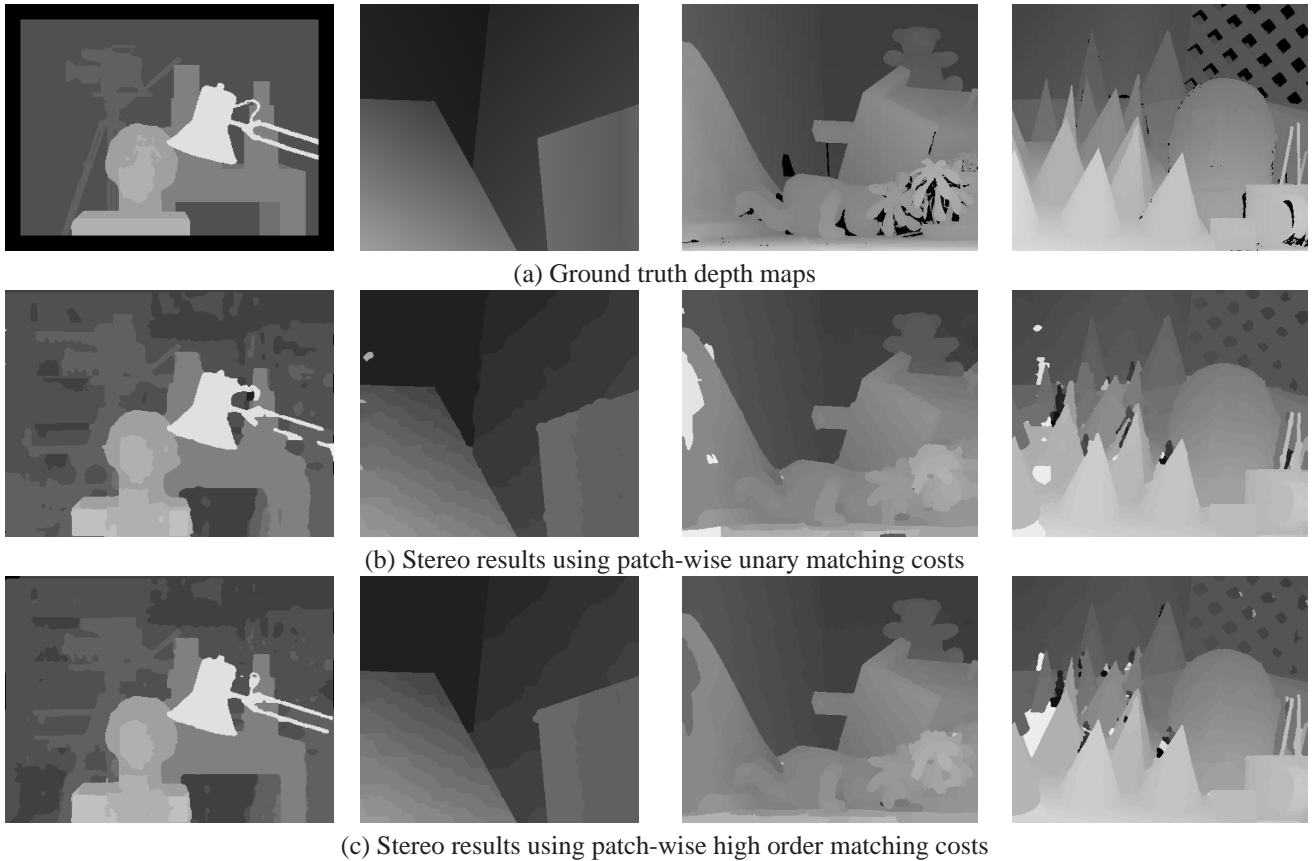 (a) Ground truth depth maps
(b) Stereo results using patch-wise unary matching costs
(c) Stereo results using patch-wise high order matching costs